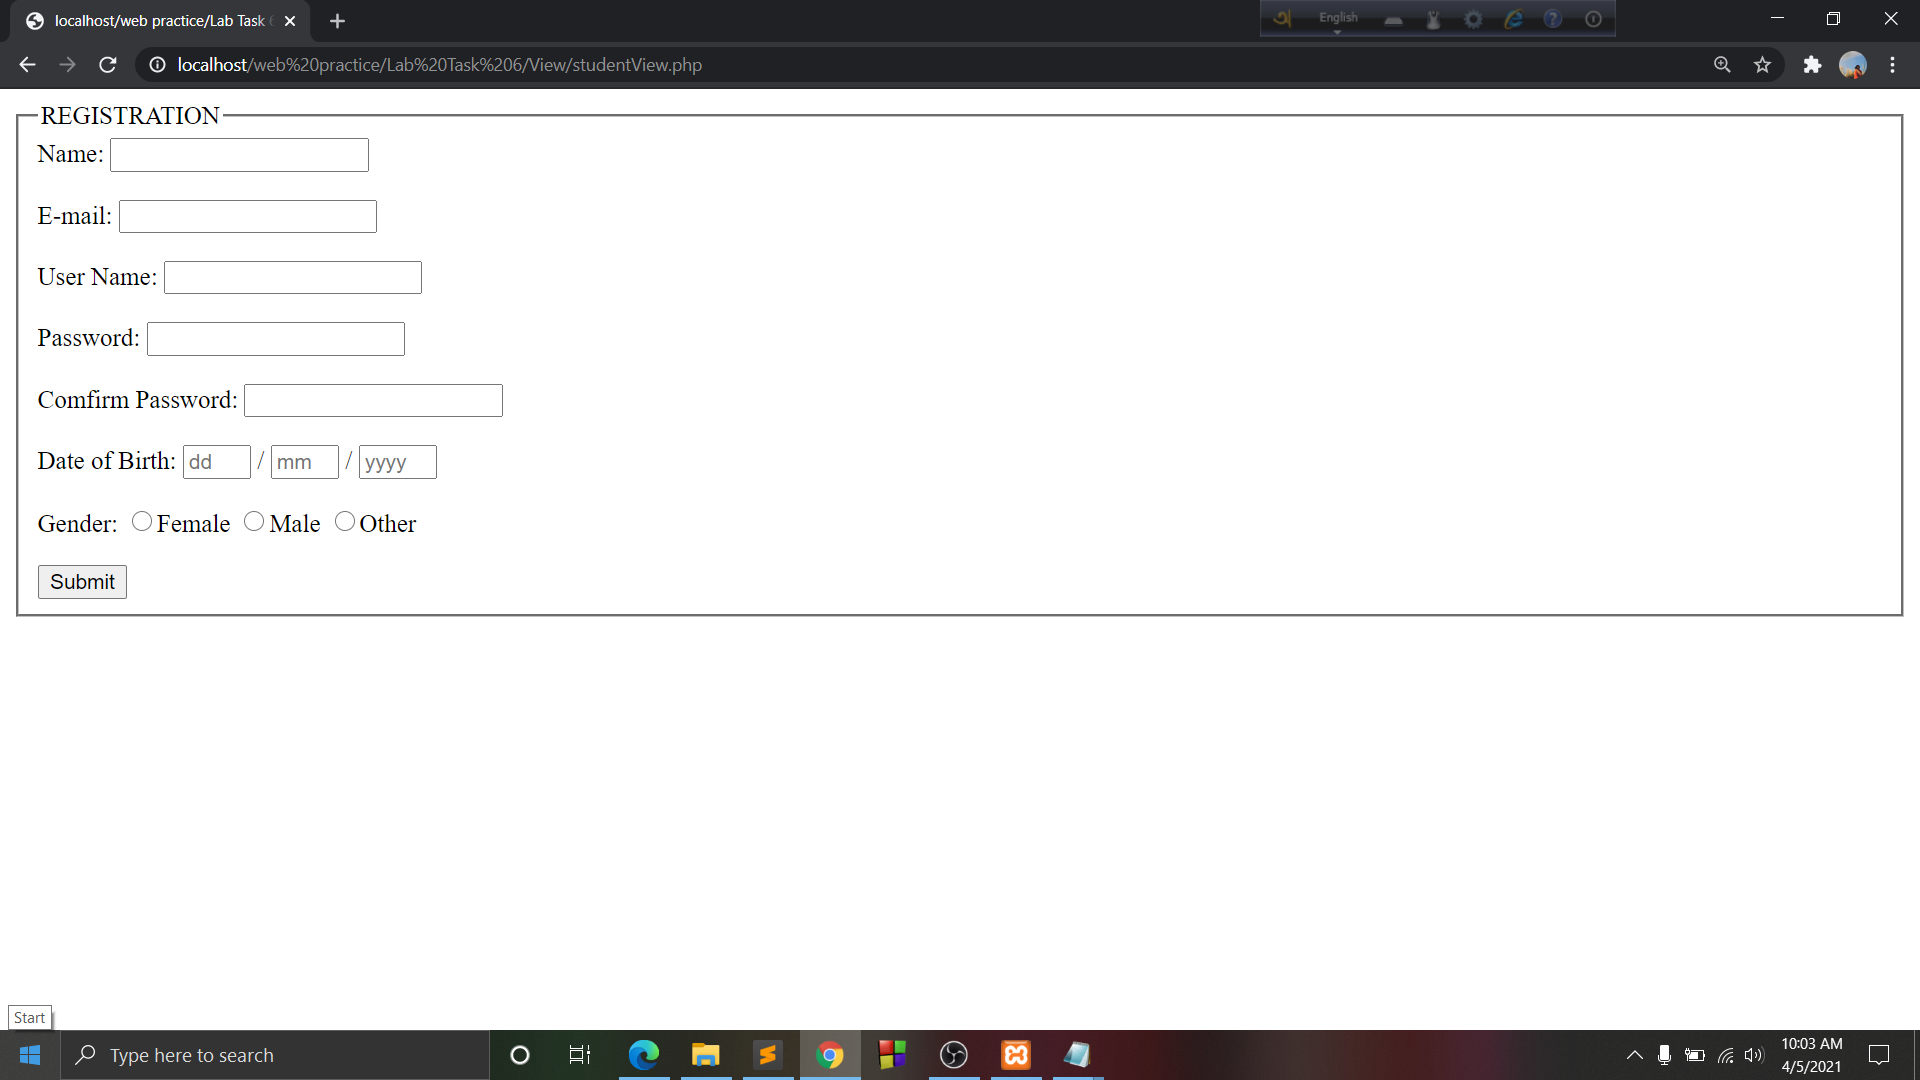 localhost/web practice/Lab Task 6
English
localhost/web%20practice/Lab%20Task%206/View/studentView.php
REGISTRATION
Name:
E-mail:
User Name:
Password:
Comfirm Password:
Date of Birth: dd / mm / yyyy
Gender: Female Male Other
Submit
Start
Type here to search
10:03 AM
4/5/2021